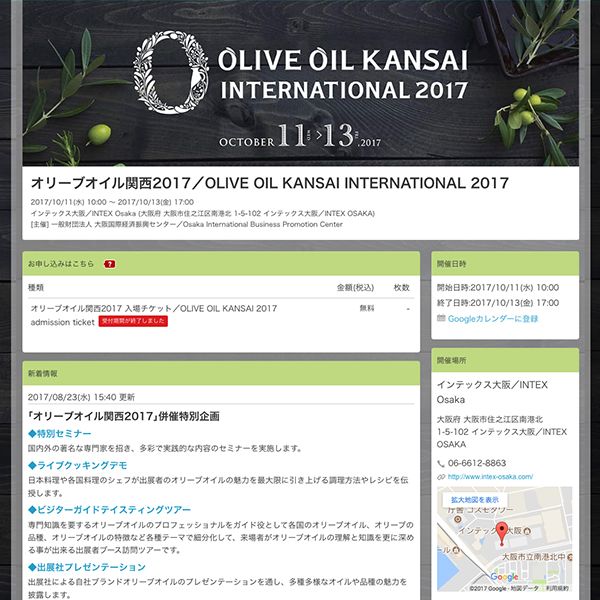 OLIVE OIL KANSAI
INTERNATIONAL 2017
OCTOBER 11 > 13 .2017
オリーブオイル関西2017／OLIVE OIL KANSAI INTERNATIONAL 2017
2017/10/11(水) 10:00 ～ 2017/10/13(金) 17:00
インテックス大阪／INTEX Osaka (大阪府 大阪市住之江区南港北 1-5-102 インテックス大阪／INTEX OSAKA)
[主催] 一般財団法人 大阪国際経済振興センター／Osaka International Business Promotion Center
お申し込みはこちら ?
種類 金額(税込) 枚数
オリーブオイル関西2017 入場チケット／OLIVE OIL KANSAI 2017 無料 -
admission ticket 受付期間が終了しました
新着情報
2017/08/23(水) 15:40 更新
「オリーブオイル関西2017」併催特別企画
◆特別セミナー
国内外の著名な専門家を招き、多彩で実践的な内容のセミナーを実施します。
◆ライブクッキングデモ
日本料理や各国料理のシェフが出展者のオリーブオイルの魅力を最大限に引き上げる調理方法やレシピを伝
授します。
◆ビジターガイドテイスティングツアー
専門知識を要するオリーブオイルのプロフェッショナルをガイド役として各国のオリーブオイル、オリーブの
品種、オリーブオイルの特徴など各種テーマで細分化して、来場者がオリーブオイルの理解と知識を更に深め
る事が出来る出展者ブース訪問ツアーです。
◆出展社プレゼンテーション
出展社による自社ブランドオリーブオイルのプレゼンテーションを通し、多種多様なオイルや品種の魅力を
披露します。
開催日時
開始日時:2017/10/11(水) 10:00
終了日時:2017/10/13(金) 17:00
Googleカレンダーに登録
開催場所
インテックス大阪／INTEX
Osaka
大阪府 大阪市住之江区南港北
1-5-102 インテックス大阪／INTEX
OSAKA
06-6612-8863
http://www.intex-osaka.com/
拡大地図を表示
インテックス大阪
大阪市立南港北中
Google
©2017 Google - 地図データ 利用規約